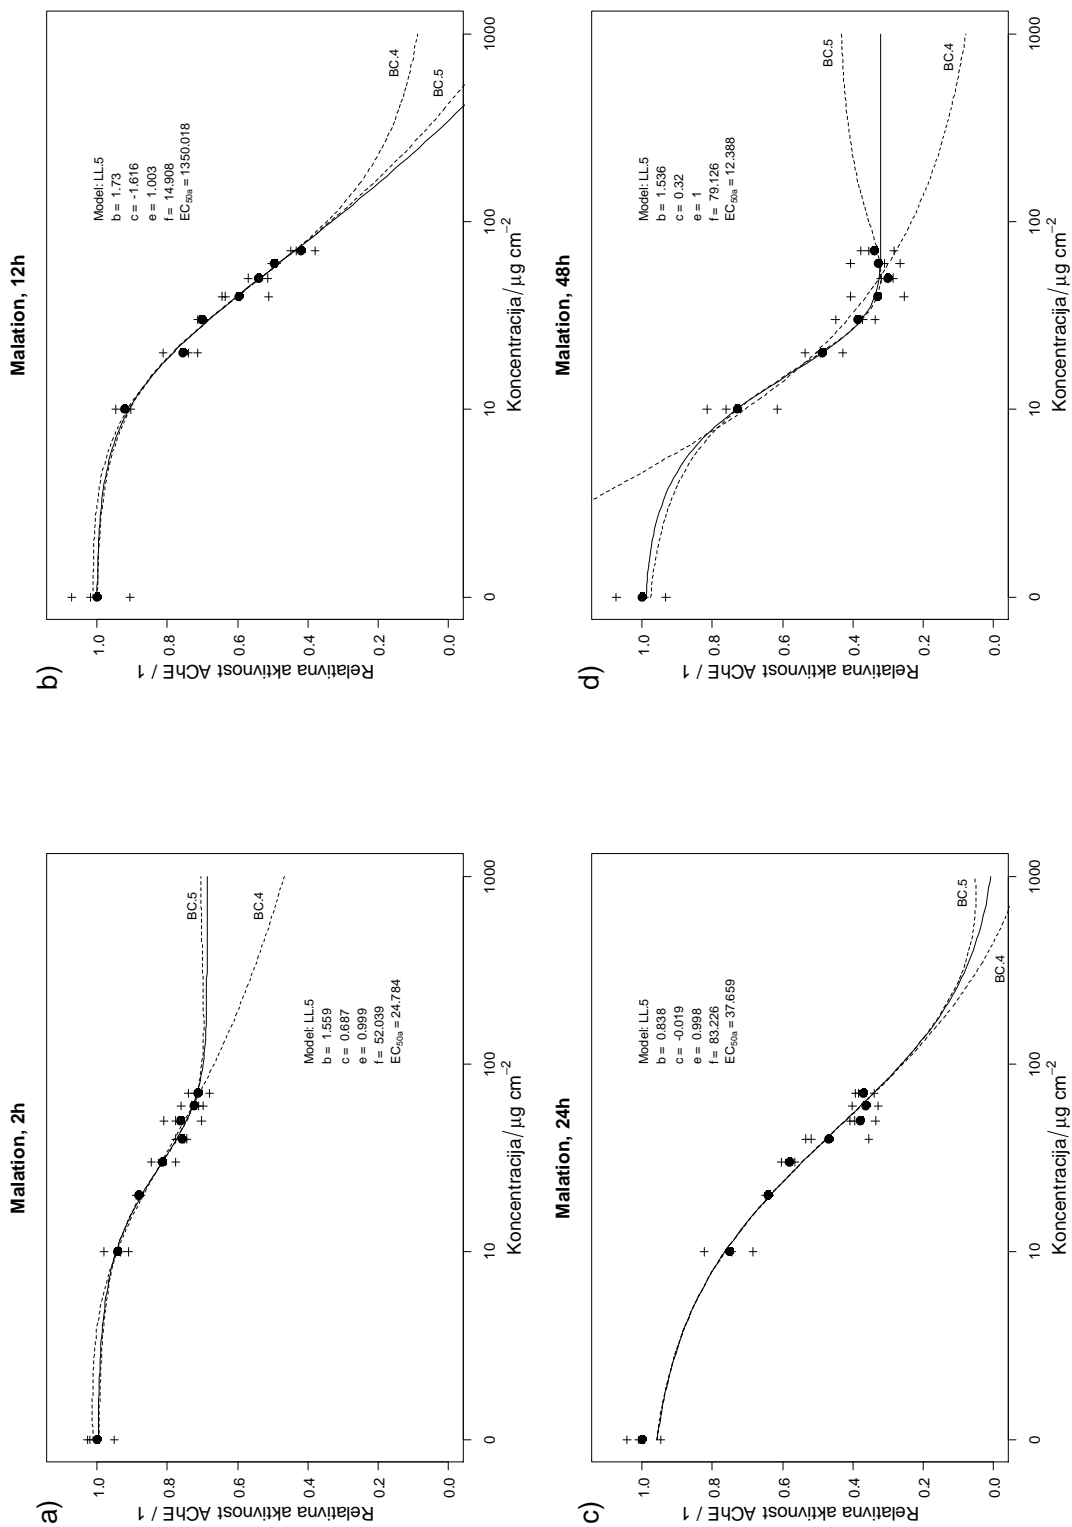 a)
Malation, 2h
Relativna aktivnost AChE / 1
1.0
0.8
0.6
0.4
0.2
0.0
0
10
100
1000
Koncentracija/µg cm−2
BC.5
BC.4
Model: LL.5
b = 1.559
c = 0.687
e = 0.999
f = 52.039
EC50a = 24.784
b)
Malation, 12h
Relativna aktivnost AChE / 1
1.0
0.8
0.6
0.4
0.2
0.0
0
10
100
1000
Koncentracija/µg cm−2
BC.4
BC.5
Model: LL.5
b = 1.73
c = -1.616
e = 1.003
f = 14.908
EC50a = 1350.018
c)
Malation, 24h
Relativna aktivnost AChE / 1
1.0
0.8
0.6
0.4
0.2
0.0
0
10
100
1000
Koncentracija/µg cm−2
BC.5
BC.4
Model: LL.5
b = 0.838
c = -0.019
e = 0.998
f = 83.226
EC50a = 37.659
d)
Malation, 48h
Relativna aktivnost AChE / 1
1.0
0.8
0.6
0.4
0.2
0.0
0
10
100
1000
Koncentracija/µg cm−2
BC.5
BC.4
Model: LL.5
b = 1.536
c = 0.32
e = 1
f = 79.126
EC50a = 12.388